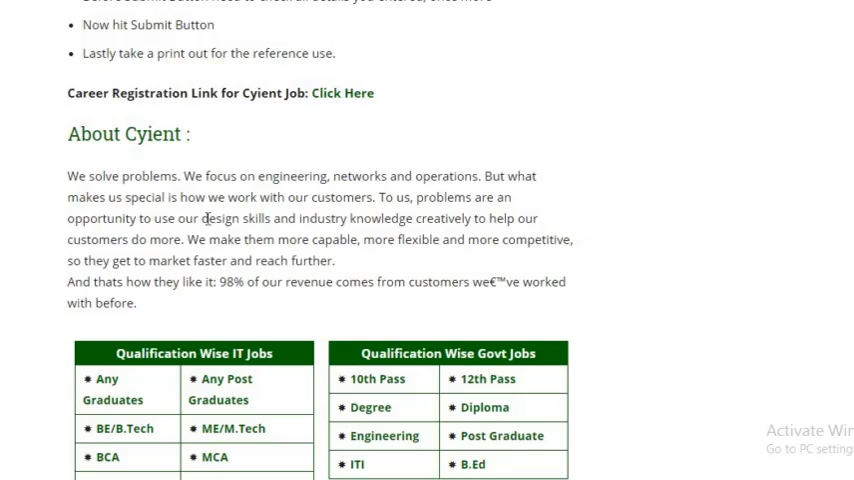 Now hit Submit Button
Lastly take a print out for the reference use.
Career Registration Link for Cyient Job: Click Here
About Cyient :
We solve problems. We focus on engineering, networks and operations. But what
makes us special is how we work with our customers. To us, problems are an
opportunity to use our design skills and industry knowledge creatively to help our
customers do more. We make them more capable, more flexible and more competitive,
so they get to market faster and reach further.
And thats how they like it: 98% of our revenue comes from customers we€™ve worked
with before.
Qualification Wise IT Jobs
Any Graduates
Any Post Graduates
BE/B.Tech
ME/M.Tech
BCA
MCA
Qualification Wise Govt Jobs
10th Pass
12th Pass
Degree
Diploma
Engineering
Post Graduate
ITI
B.Ed
Activate Win
Go to PC setting